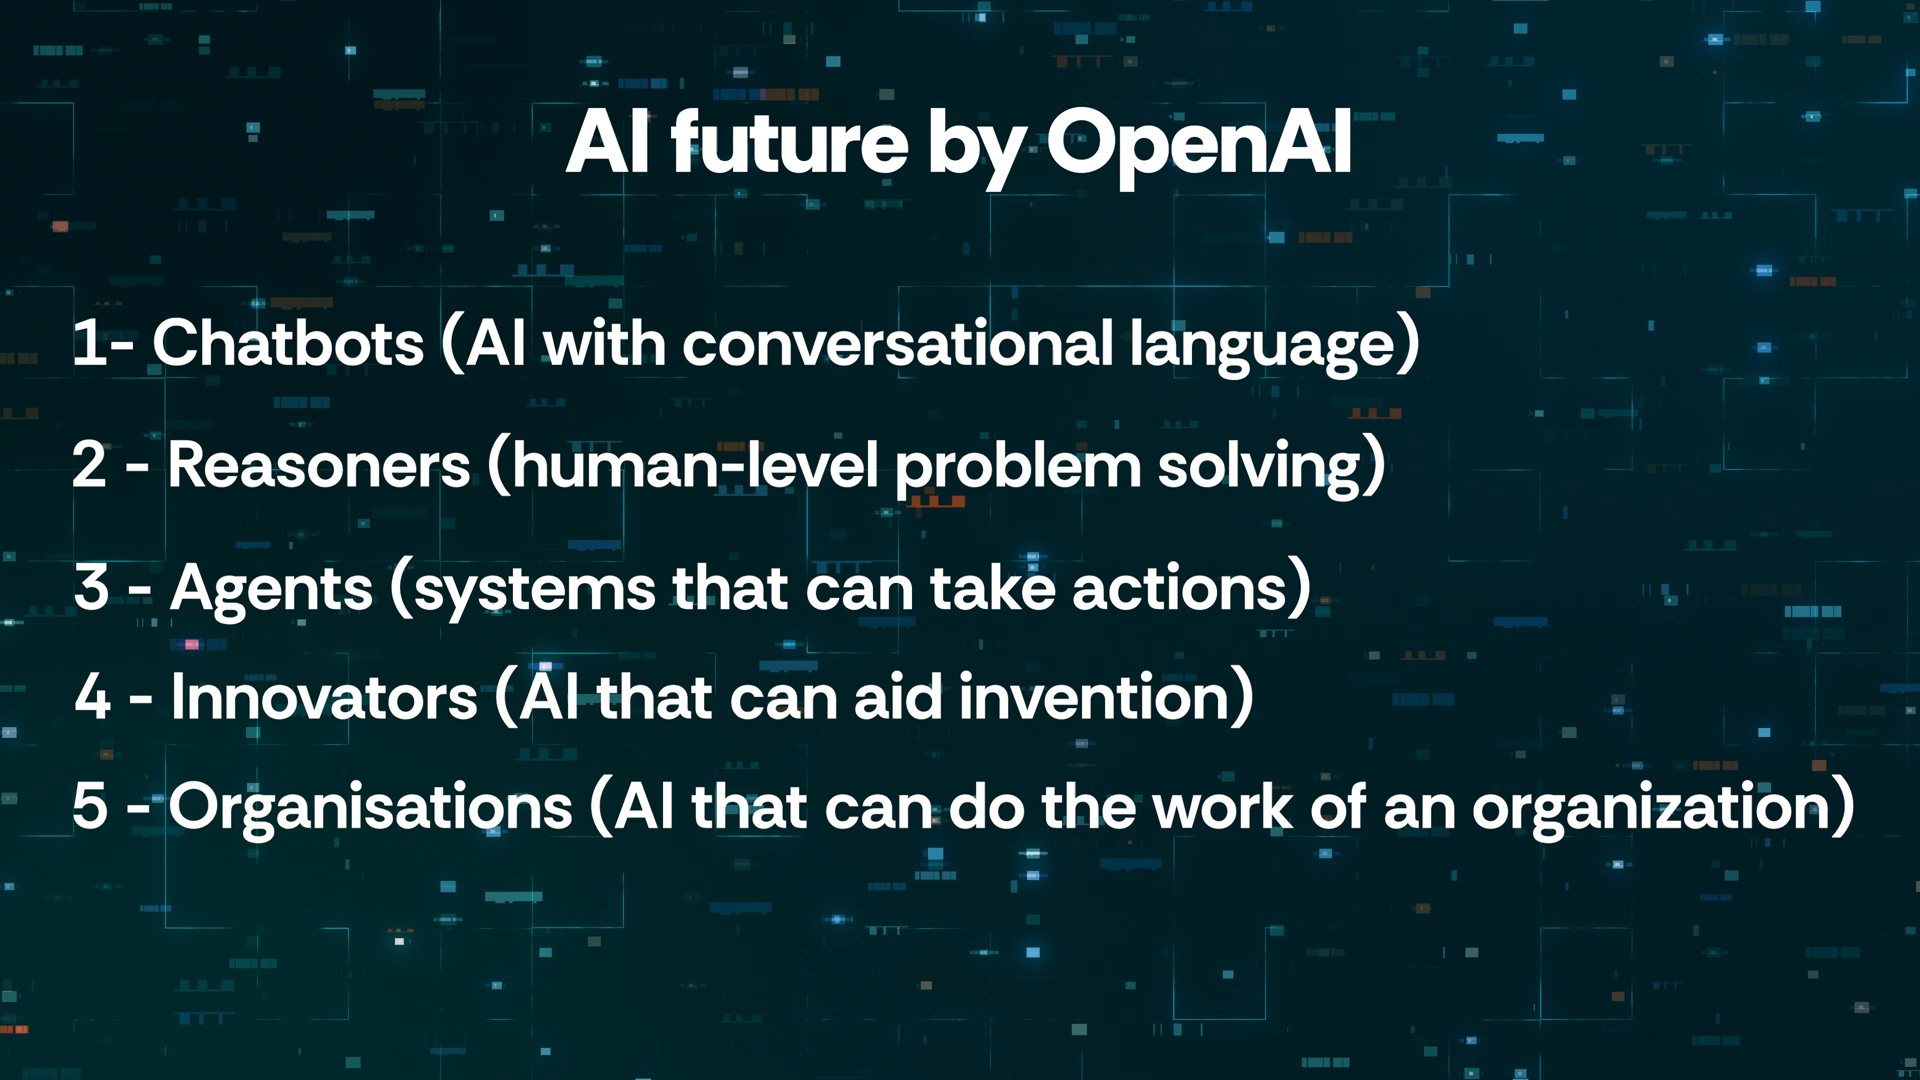 AI future by OpenAI
1- Chatbots (AI with conversational language)
2 - Reasoners (human-level problem solving)
3 - Agents (systems that can take actions)
4 - Innovators (AI that can aid invention)
5 - Organisations (AI that can do the work of an organization)